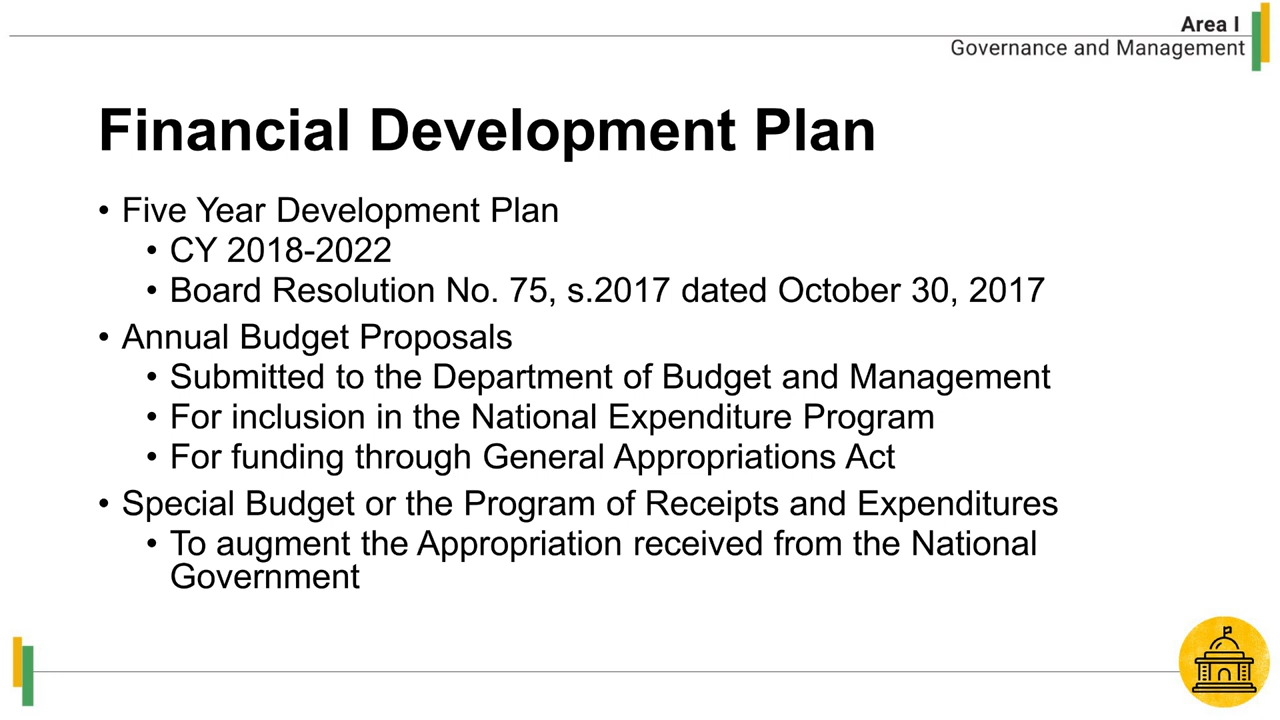 Area I
Governance and Management
Financial Development Plan
• Five Year Development Plan
• CY 2018-2022
• Board Resolution No. 75, s.2017 dated October 30, 2017
• Annual Budget Proposals
• Submitted to the Department of Budget and Management
• For inclusion in the National Expenditure Program
• For funding through General Appropriations Act
• Special Budget or the Program of Receipts and Expenditures
• To augment the Appropriation received from the National
Government